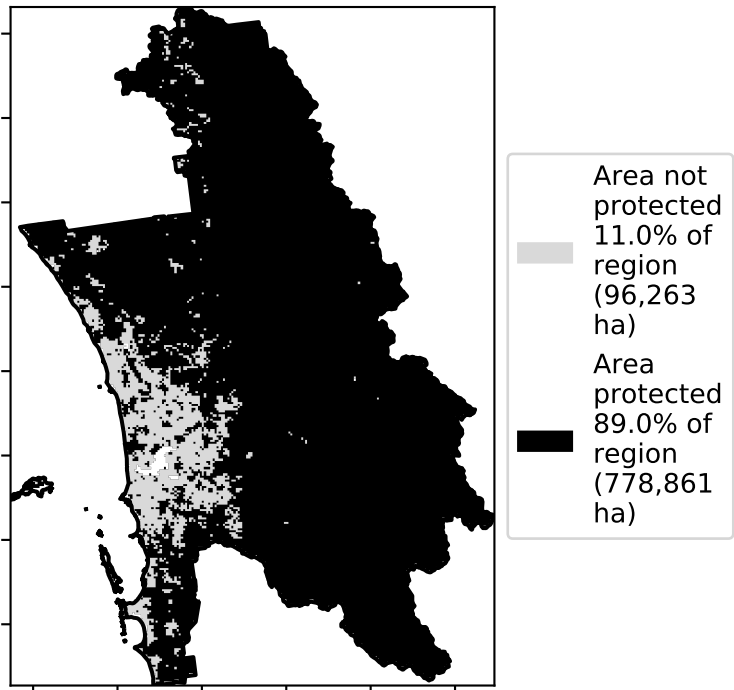 Area not
protected
11.0% of
region
(96,263
ha)
Area
protected
89.0% of
region
(778,861
ha)